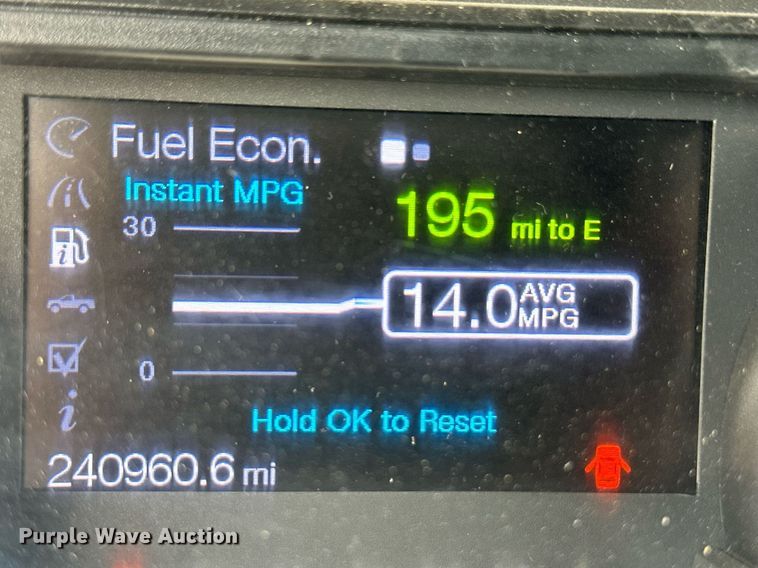 Fuel Econ.
Instant MPG
30
195 mi to E
14.0 AVG MPG
0
Hold OK to Reset
i
240960.6 mi
Purple Wave Auction